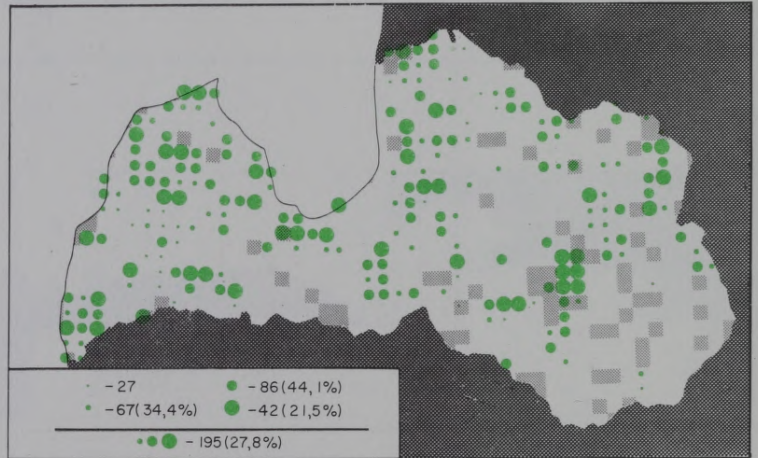 - 27 - 86 (44,1%)
- 67 (34,4%) - 42 (21,5%)
- 195 (27,8%)